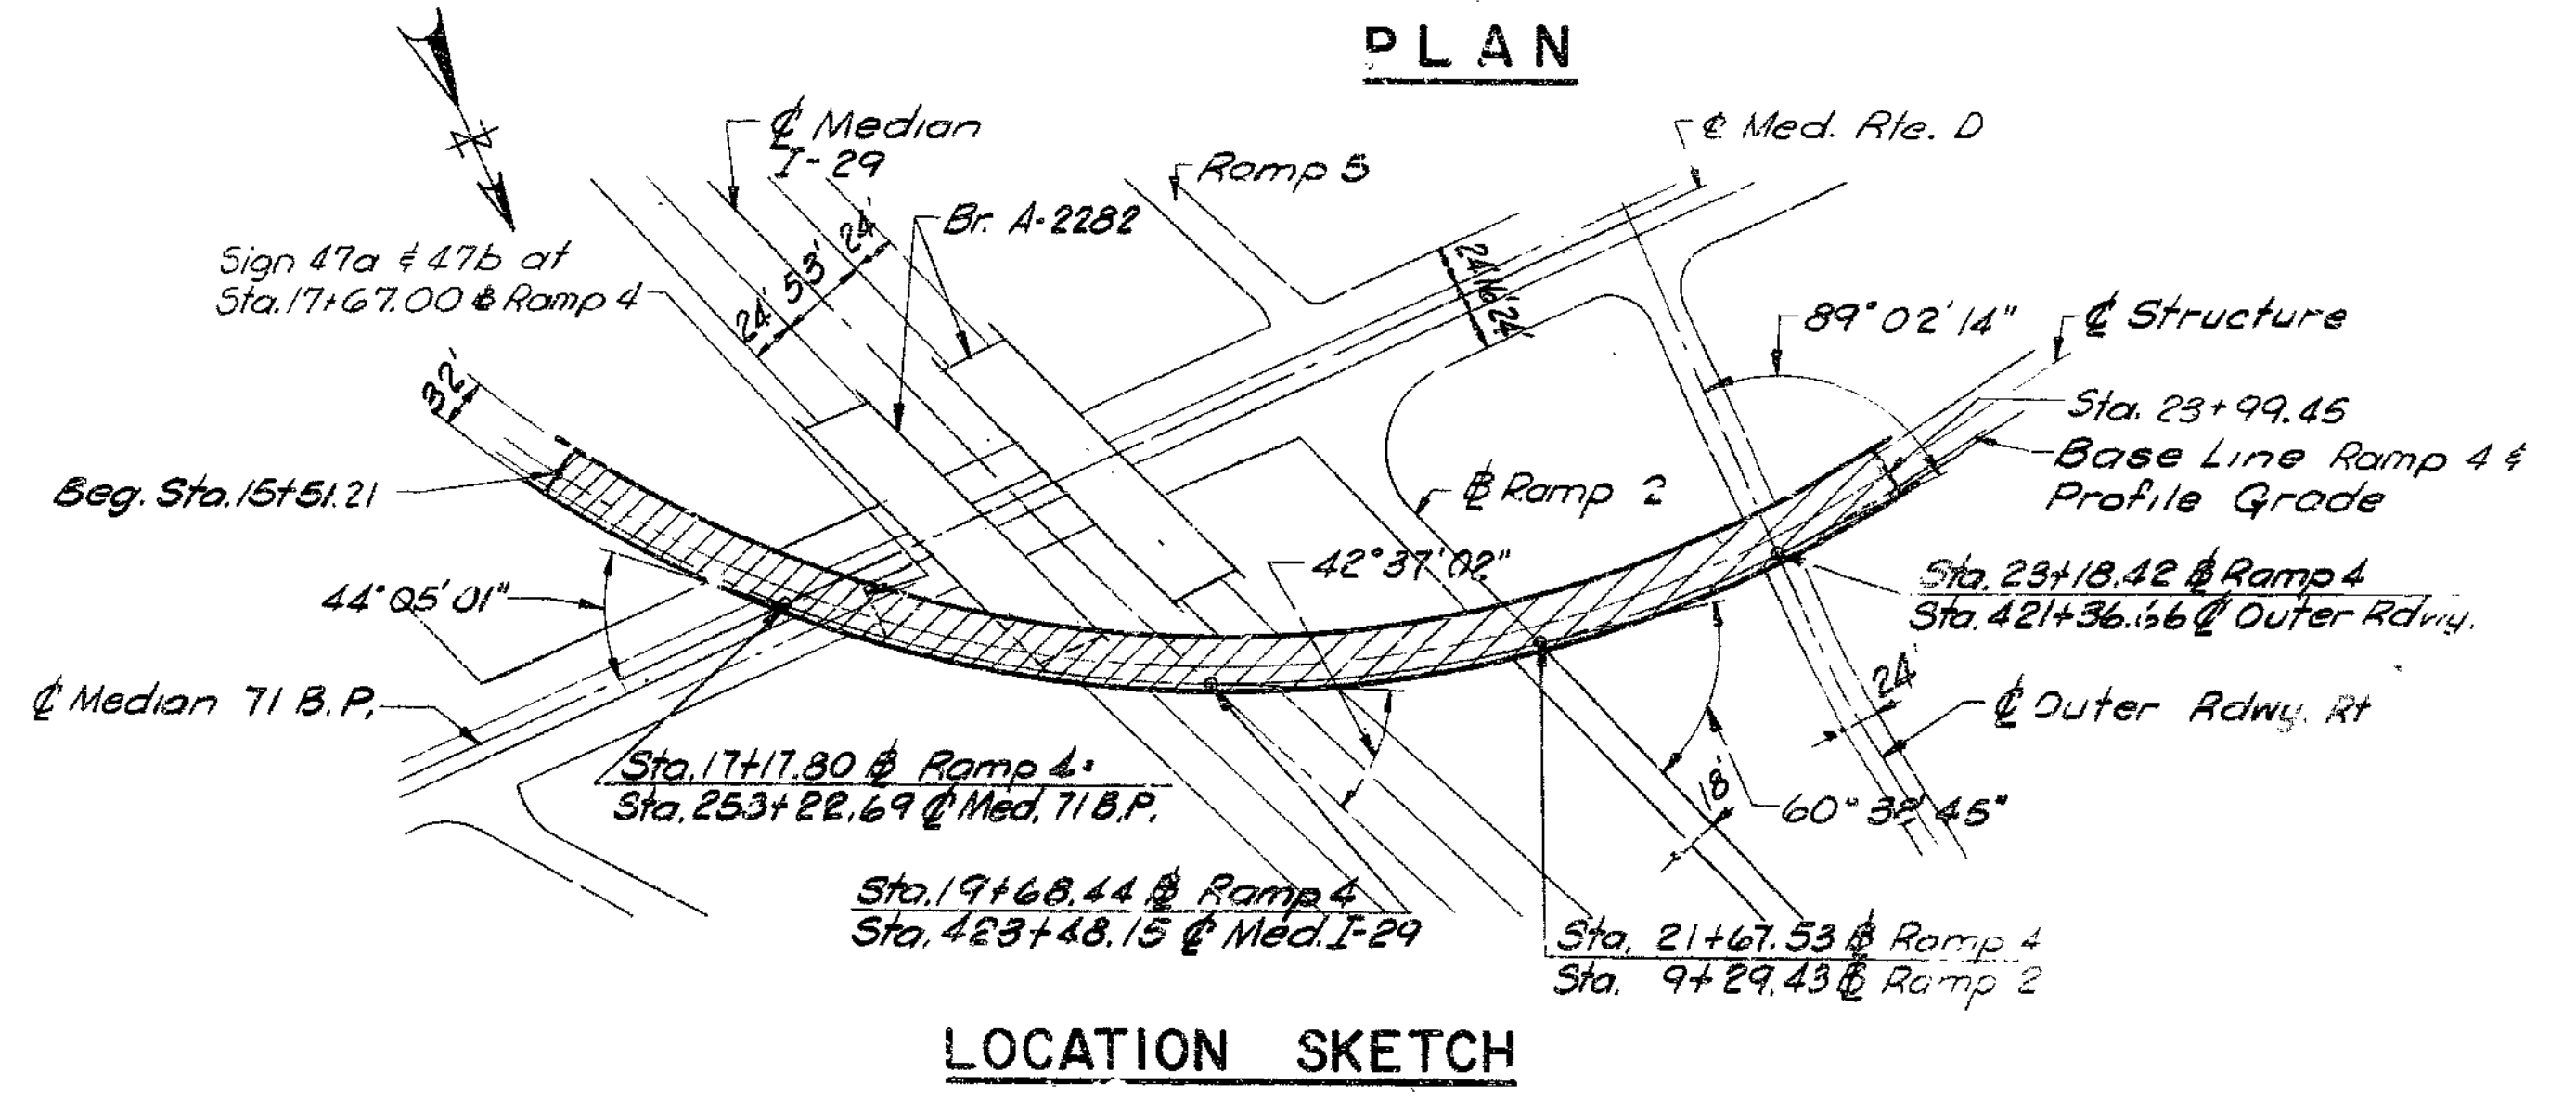 PLAN
℄ Median
I-29
℄ Med. Rte. D
Ramp 5
Br. A-2282
24'
53'
24'
Sign 47a & 47b at
Sta. 17+67.00 ⅊ Ramp 4
24'
16'
24'
89° 02' 14"
℄ Structure
32'
Sta. 23+99.45
Base Line Ramp 4 &
Profile Grade
Beg. Sta. 15+51.21
⅊ Ramp 2
42° 37' 02"
44° 05' 01"
Sta. 23+18.42 ⅊ Ramp 4
Sta. 421+36.66 ℄ Outer Rdwy.
24'
℄ Median 71 B.P.
℄ Outer Rdwy. Rt
Sta. 17+17.80 ⅊ Ramp 4
Sta. 253+22.69 ℄ Med. 71 B.P.
18'
60° 32' 45"
Sta. 19+68.44 ⅊ Ramp 4
Sta. 423+48.15 ℄ Med. I-29
Sta. 21+67.53 ⅊ Ramp 4
Sta. 9+29.43 ⅊ Ramp 2
LOCATION SKETCH